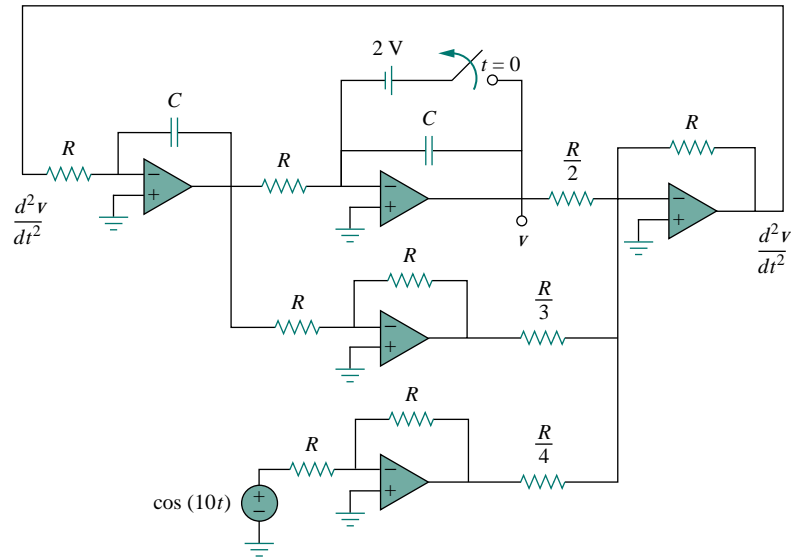 2 V
t = 0
C
C
R
R
R/2
R
d²v/dt²
v
d²v/dt²
R
R
R/3
R
R
R/4
cos (10t)